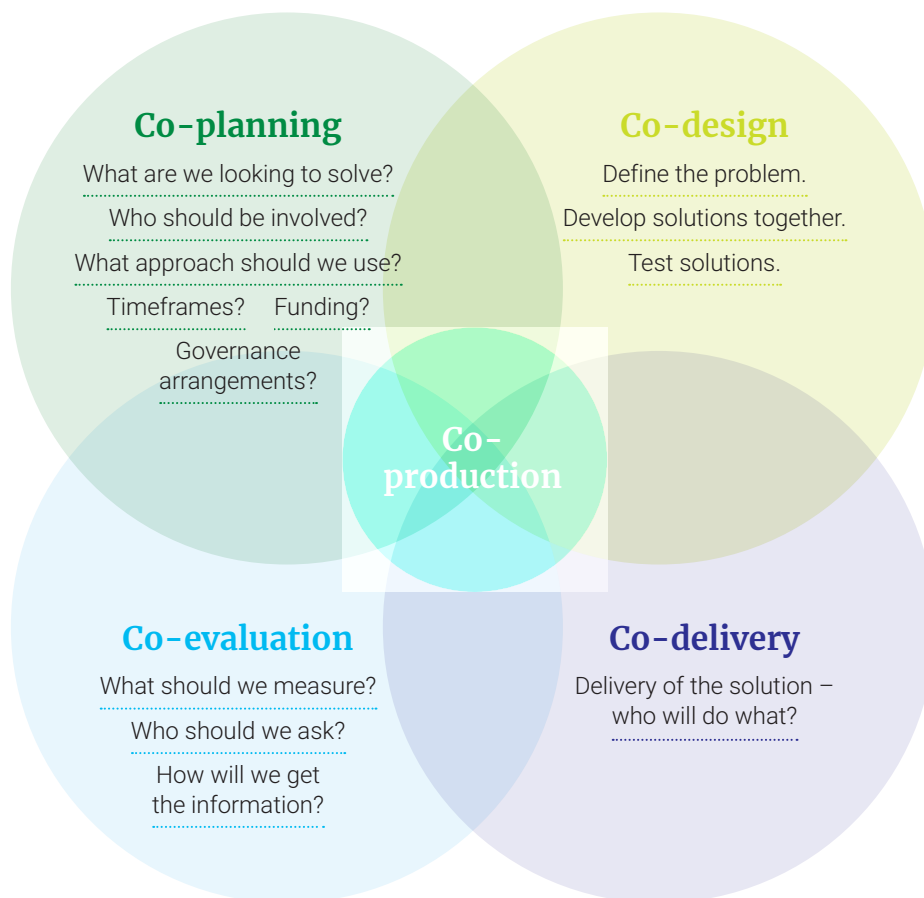 Co-planning
What are we looking to solve?
Who should be involved?
What approach should we use?
Timeframes? Funding?
Governance
arrangements?
Co-design
Define the problem.
Develop solutions together.
Test solutions.
Co-
production
Co-evaluation
What should we measure?
Who should we ask?
How will we get
the information?
Co-delivery
Delivery of the solution –
who will do what?